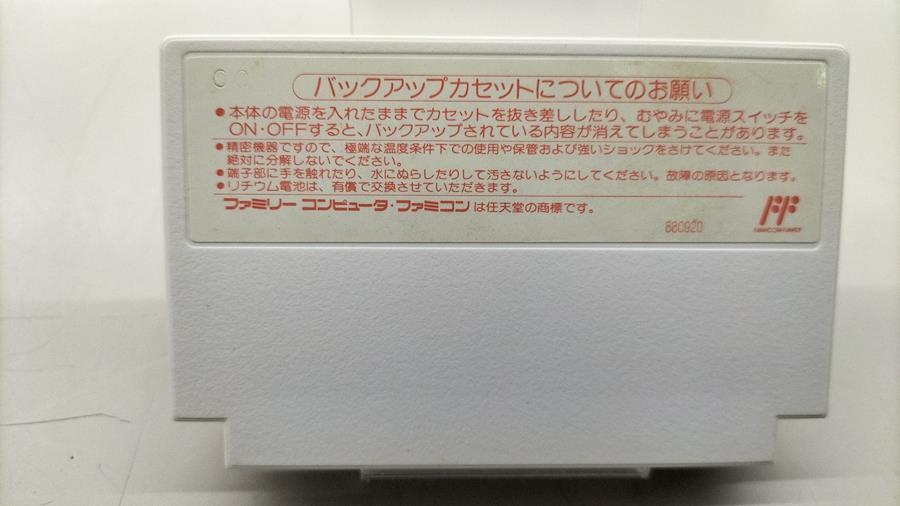 バックアップカセットについてのお願い
●本体の電源を入れたままでカセットを抜き差ししたり、むやみに電源スイッチを
ON・OFFすると、バックアップされている内容が消えてしまうことがあります。
●精密機器ですので、極端な温度条件下での使用や保管および強いショックをさけてください。また
絶対に分解しないでください。
●端子部に手を触れたり、水にぬらしたりして汚さないようにしてください。故障の原因となります。
●リチウム電池は、有償で交換させていただきます。
ファミリー コンピュータ・ファミコン は任天堂の商標です。
880920
FF
FAMICOM FAMILY